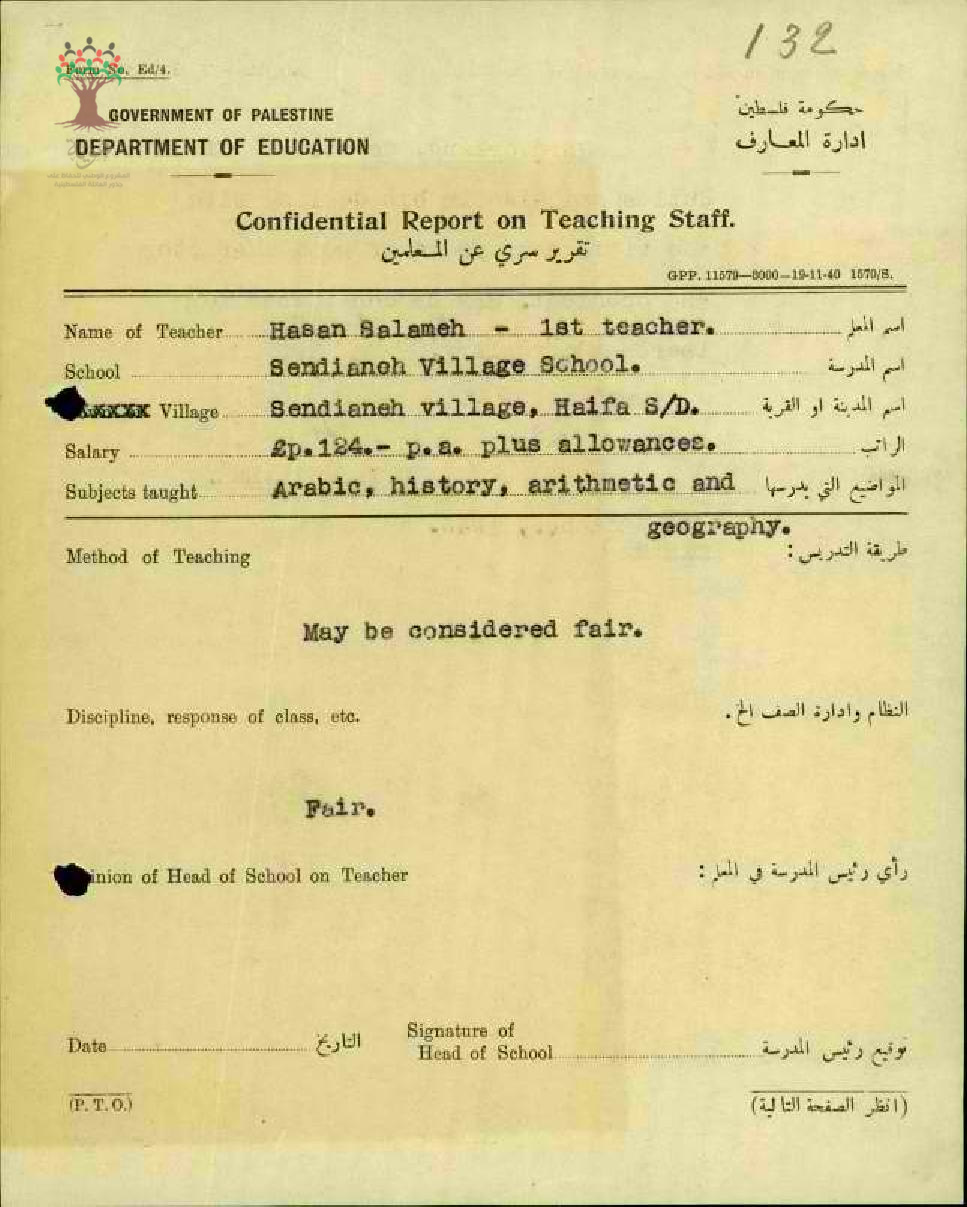 132
Form No. Ed/4.
GOVERNMENT OF PALESTINE
حكومة فلسطين
DEPARTMENT OF EDUCATION
ادارة المعارف
Confidential Report on Teaching Staff.
تقرير سري عن المعلمين
GPP. 11579—8000—19-11-40 1570/S.
Name of Teacher Hasan Salameh - 1st teacher. اسم المعلم
School Sendianeh Village School. اسم المدرسة
Village Sendianeh village, Haifa S/D. اسم المدينة او القرية
Salary £p.124.- p.a. plus allowances. الراتب
Subjects taught Arabic, history, arithmetic and المواضيع التي يدرسها
geography.
Method of Teaching طريقة التدريس :
May be considered fair.
Discipline, response of class, etc. النظام وادارة الصف الخ .
Fair.
inion of Head of School on Teacher رأي رئيس المدرسة في المعلم :
Date التاريخ Signature of
Head of School توقيع رئيس المدرسة
(P. T. O.) (انظر الصفحة التالية)